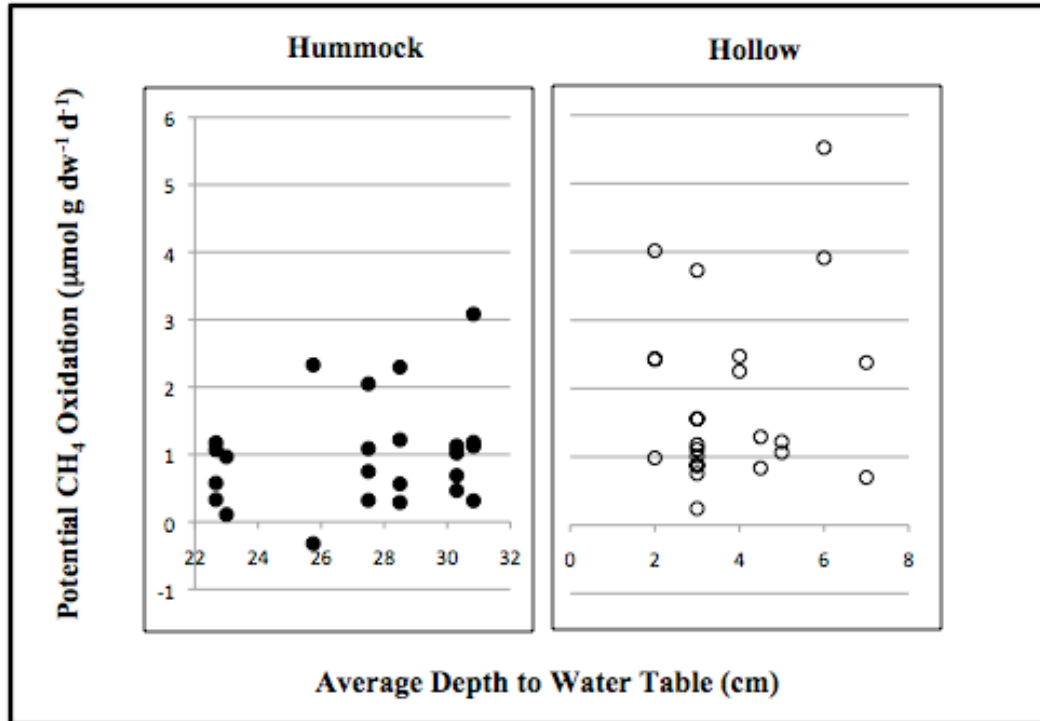 Hummock
Hollow
Potential CH₄ Oxidation (µmol g dw⁻¹ d⁻¹)
6
5
4
3
2
1
0
-1
22 24 26 28 30 32
0 2 4 6 8
Average Depth to Water Table (cm)